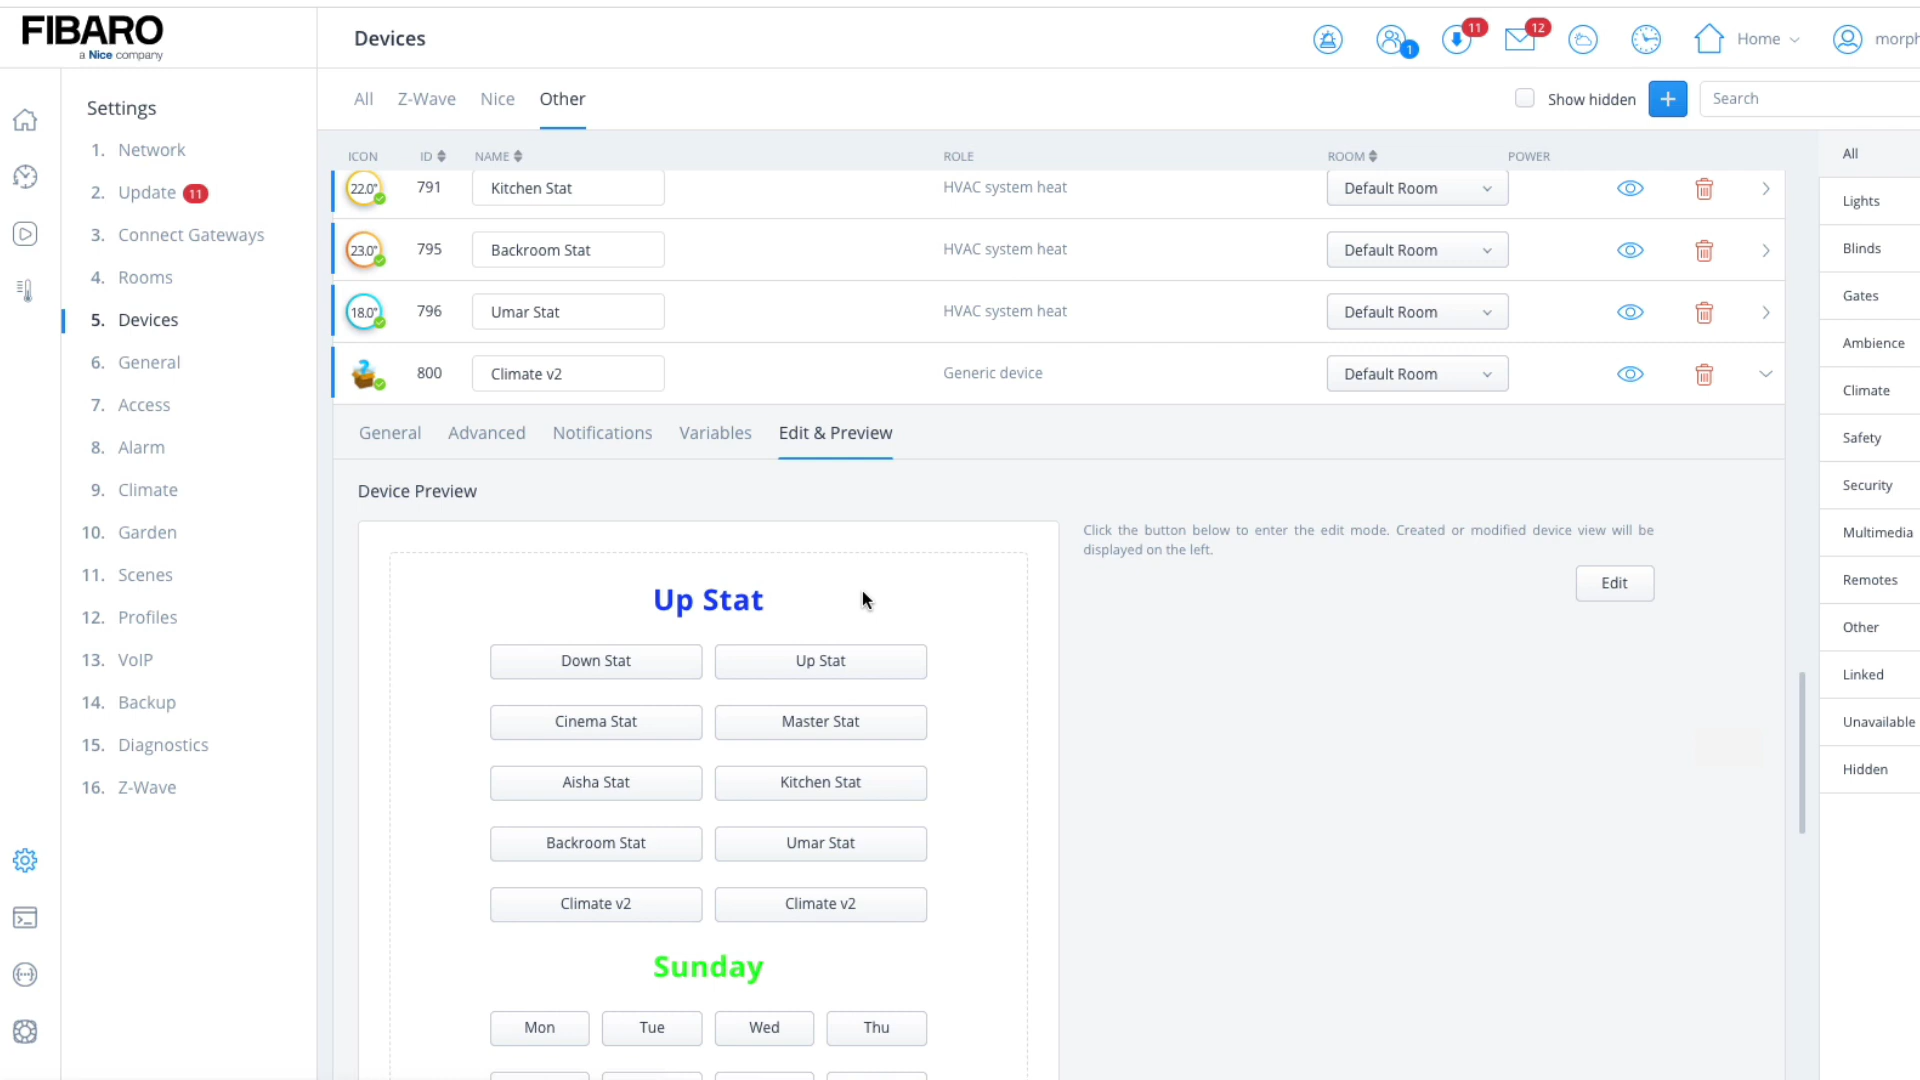 FIBARO
a Nice company
Devices
1
11
12
Home
morph
Settings
1. Network
2. Update 11
3. Connect Gateways
4. Rooms
5. Devices
6. General
7. Access
8. Alarm
9. Climate
10. Garden
11. Scenes
12. Profiles
13. VoIP
14. Backup
15. Diagnostics
16. Z-Wave
All Z-Wave Nice Other
Show hidden + Search
ICON ID NAME ROLE ROOM POWER
22.0° 791 Kitchen Stat HVAC system heat Default Room
23.0° 795 Backroom Stat HVAC system heat Default Room
18.0° 796 Umar Stat HVAC system heat Default Room
800 Climate v2 Generic device Default Room
General Advanced Notifications Variables Edit & Preview
Device Preview
Click the button below to enter the edit mode. Created or modified device view will be
displayed on the left.
Edit
Up Stat
Down Stat Up Stat
Cinema Stat Master Stat
Aisha Stat Kitchen Stat
Backroom Stat Umar Stat
Climate v2 Climate v2
Sunday
Mon Tue Wed Thu
All
Lights
Blinds
Gates
Ambience
Climate
Safety
Security
Multimedia
Remotes
Other
Linked
Unavailable
Hidden